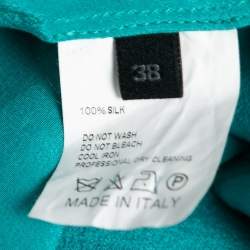 38
100% SILK
DO NOT WASH
DO NOT BLEACH
COOL IRON
PROFESSIONAL DRY CLEANING
MADE IN ITALY